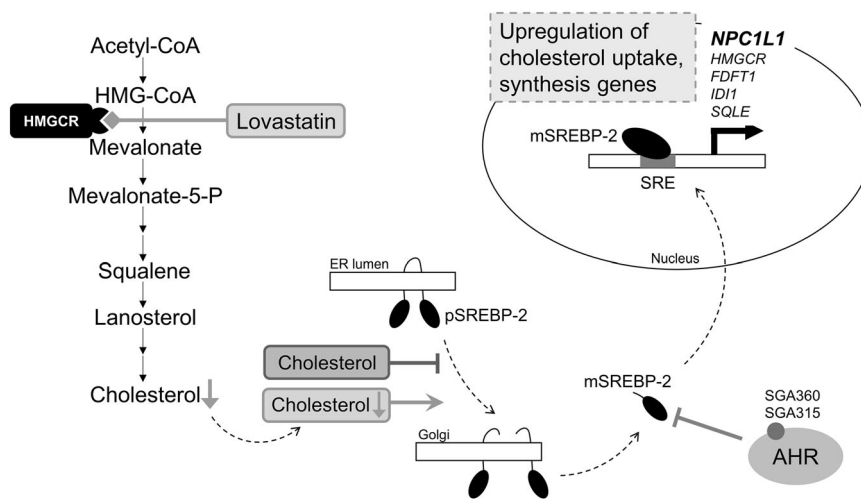 Acetyl-CoA
HMG-CoA
HMGCR
Lovastatin
Mevalonate
Mevalonate-5-P
Squalene
Lanosterol
Cholesterol
ER lumen
pSREBP-2
Cholesterol
Cholesterol
Golgi
Upregulation of
cholesterol uptake,
synthesis genes
NPC1L1
HMGCR
FDFT1
IDI1
SQLE
mSREBP-2
SRE
Nucleus
mSREBP-2
SGA360
SGA315
AHR